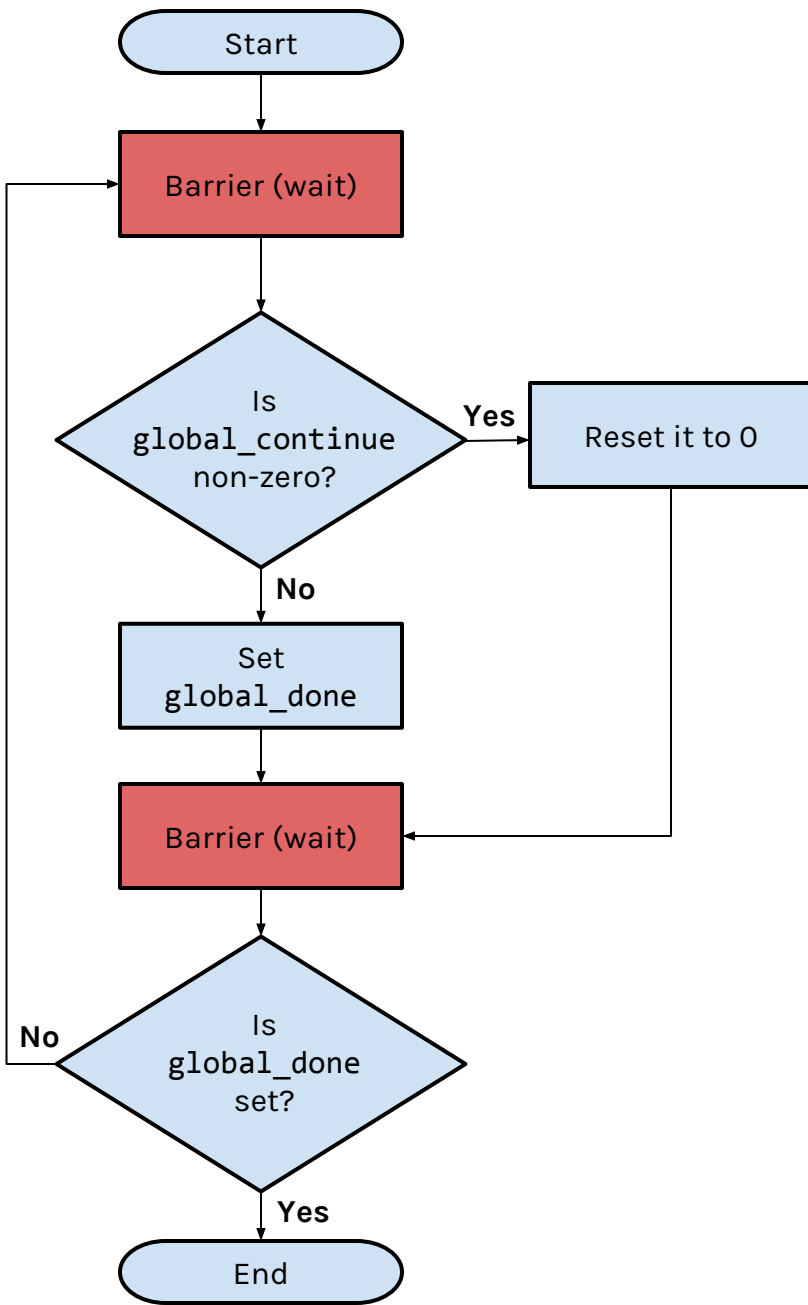 Start
Barrier (wait)
Is
global_continue
non-zero?
Yes
Reset it to 0
No
Set
global_done
Barrier (wait)
Is
global_done
set?
No
Yes
End